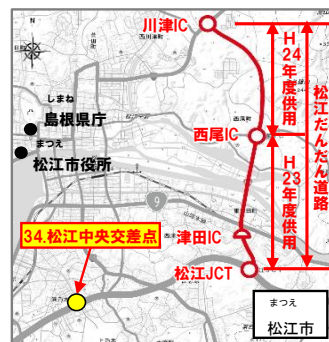 川津IC
しまね
島根県庁
まつえ
松江市役所
西尾IC
H24年度供用
H23年度供用
松江だんだん道路
9
津田IC
34.松江中央交差点
松江JCT
まつえ
松江市